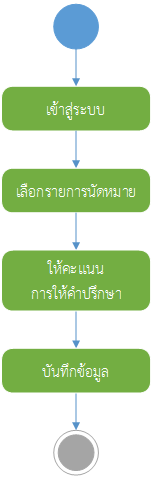 เข้าสู่ระบบ
เลือกรายการนัดหมาย
ให้คะแนน
การให้คำปรึกษา
บันทึกข้อมูล